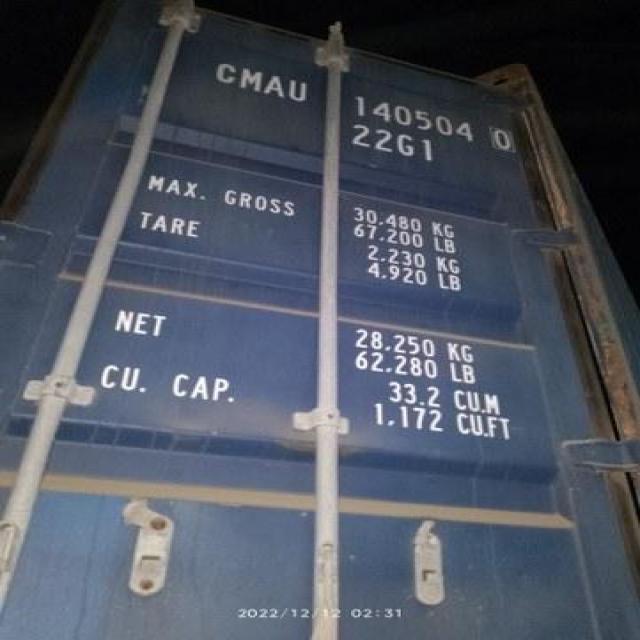 CMAU 140504 0
22G1
MAX. GROSS 30.480 KG
67.200 LB
TARE 2.230 KG
4.920 LB
NET 28.250 KG
62.280 LB
CU. CAP. 33.2 CU.M
1.172 CU.FT
2022/12/12 02:31